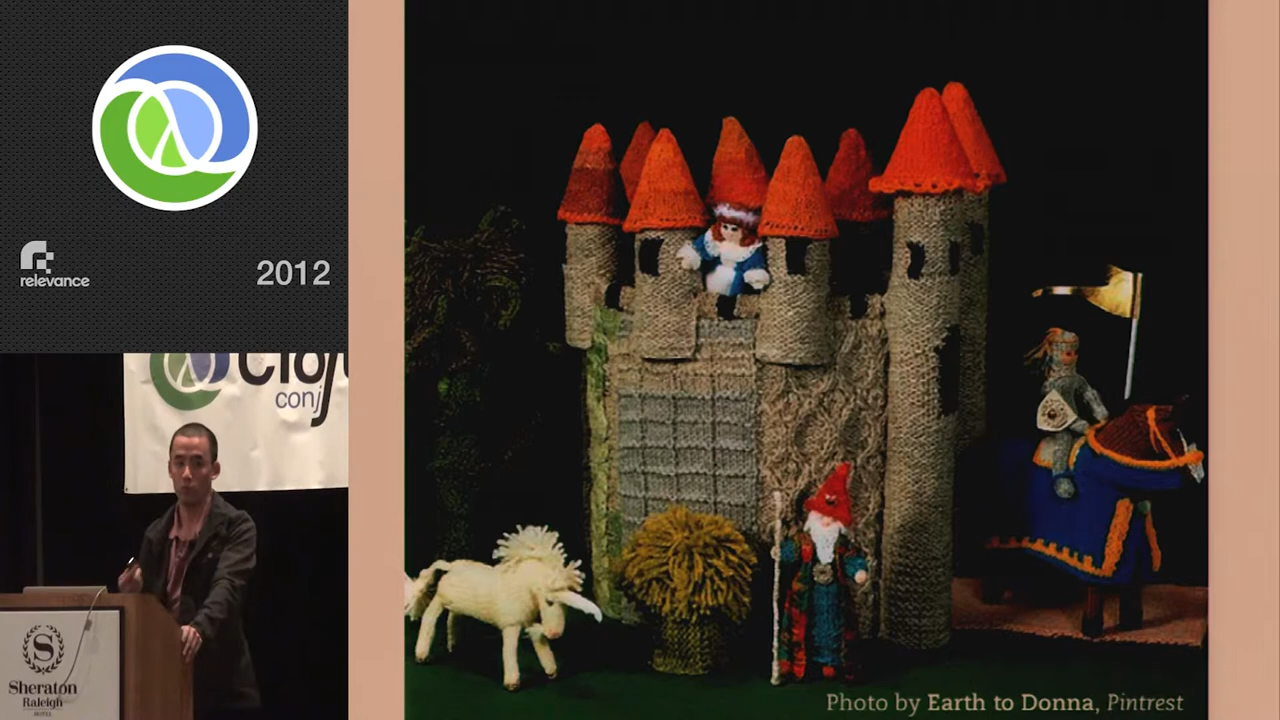 relevance
2012
conj
S
Sheraton
Raleigh
Photo by Earth to Donna, Pintrest